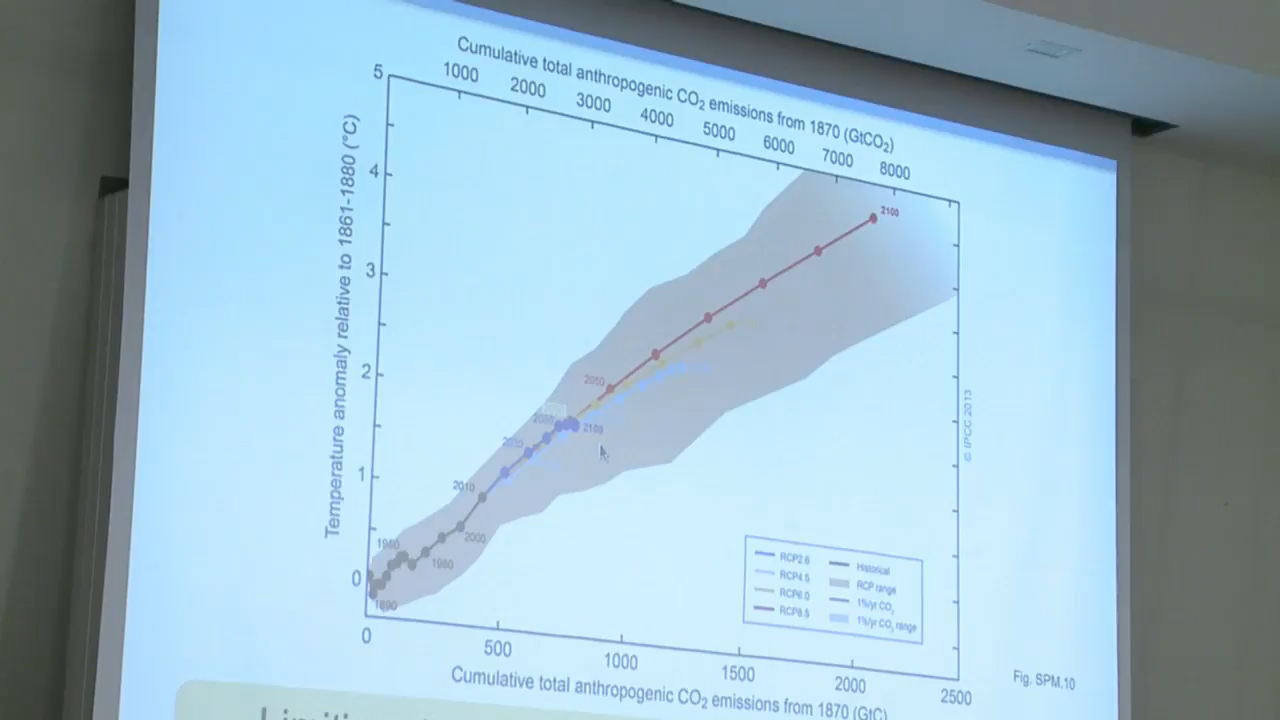 Cumulative total anthropogenic CO₂ emissions from 1870 (GtCO₂)
1000 2000 3000 4000 5000 6000 7000 8000
Temperature anomaly relative to 1861-1880 (°C)
5
4
3
2
1
0
2100
2050
2100
2030
2010
2000
1980
1890
© IPCC 2013
RCP2.6
RCP4.5
RCP6.0
RCP8.5
Historical
RCP range
1%/yr CO₂
1%/yr CO₂ range
0 500 1000 1500 2000 2500
Cumulative total anthropogenic CO₂ emissions from 1870 (GtC)
Fig. SPM.10